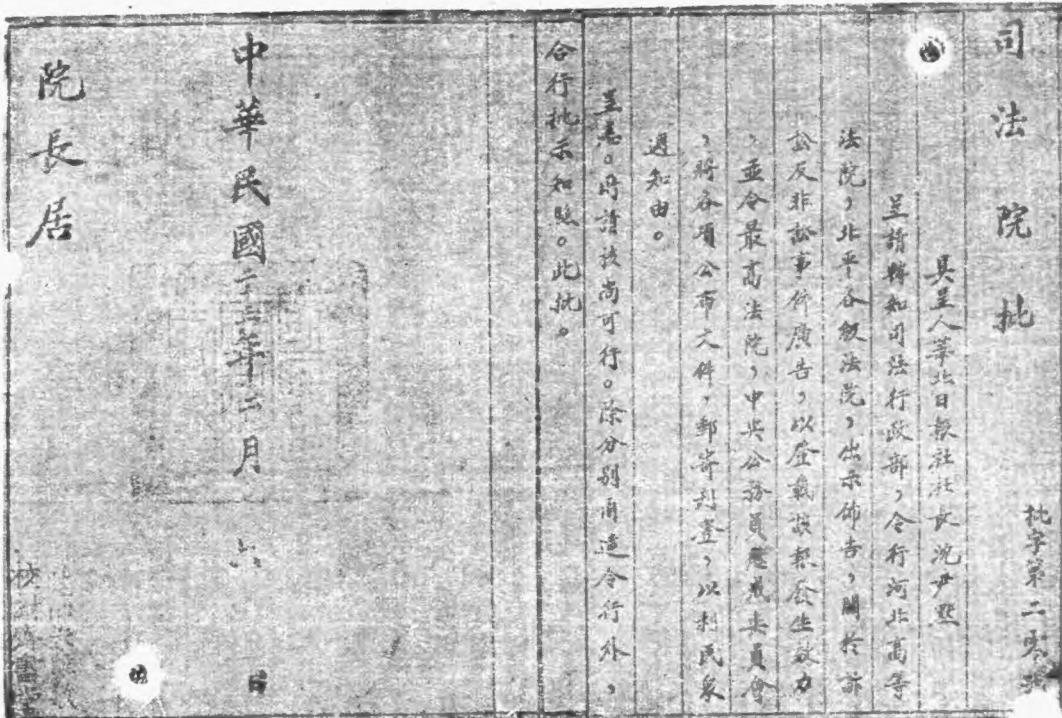 司法院批
批字第二零號
具呈人華北日報社社長沈尹默
呈請轉知司法行政部，令行河北高等
法院，北平各級法院，出示佈告，關於訴
訟及非訟事件廣告，以登載該報發生效力
，並令最高法院，中央公務員懲戒委員會
，將各項公布文件，郵寄刊登，以利民衆
週知由。
呈悉。所請該尚可行。除分別函達令行外，
合行批示知照。此批。
中華民國二十三年二月六日
院長居